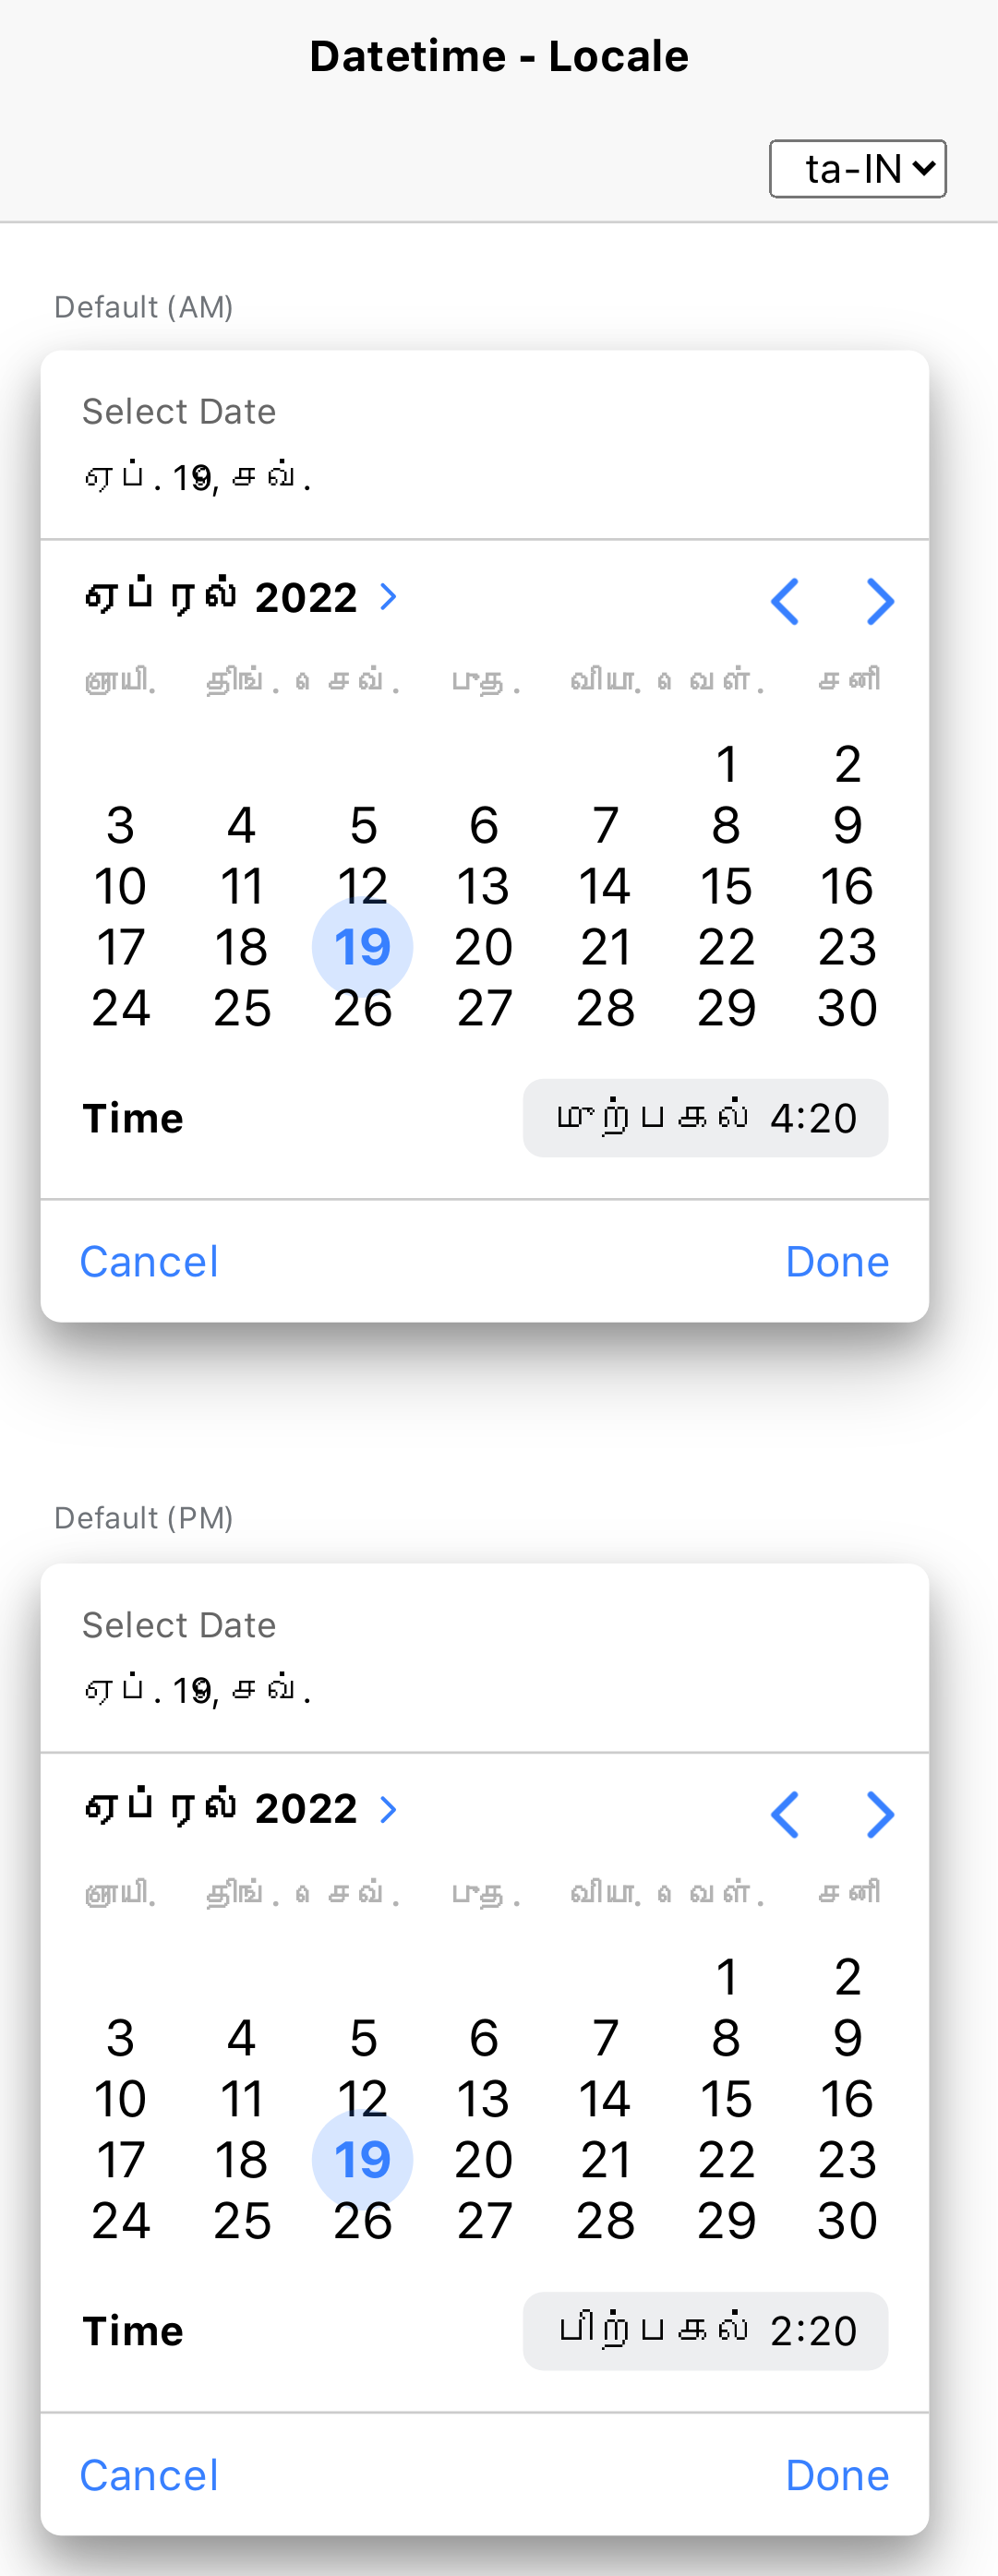 Datetime - Locale
ta-IN
Default (AM)
Select Date
ஏப். 19, செவ்.
ஏப்ரல் 2022
ஞாயி. திங். செவ். புத. வியா. வெள். சனி
1 2
3 4 5 6 7 8 9
10 11 12 13 14 15 16
17 18 19 20 21 22 23
24 25 26 27 28 29 30
Time முற்பகல் 4:20
Cancel Done
Default (PM)
Select Date
ஏப். 19, செவ்.
ஏப்ரல் 2022
ஞாயி. திங். செவ். புத. வியா. வெள். சனி
1 2
3 4 5 6 7 8 9
10 11 12 13 14 15 16
17 18 19 20 21 22 23
24 25 26 27 28 29 30
Time பிற்பகல் 2:20
Cancel Done